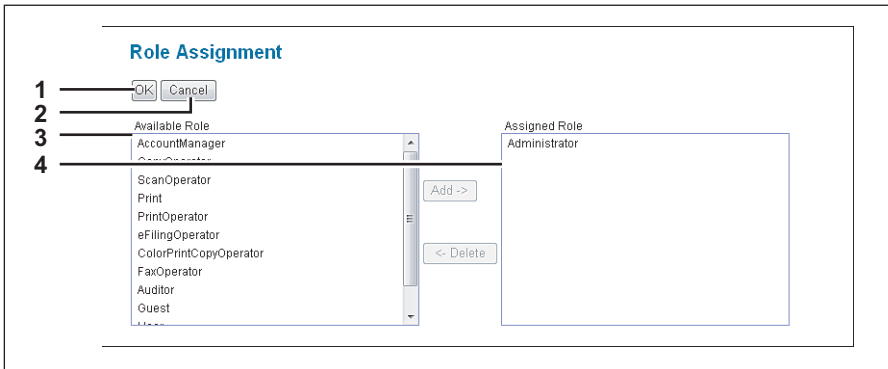 Role Assignment
1
OK Cancel
2
Available Role
Assigned Role
3
AccountManager
Administrator
4
ScanOperator
Add ->
Print
PrintOperator
eFilingOperator
ColorPrintCopyOperator
<- Delete
FaxOperator
Auditor
Guest